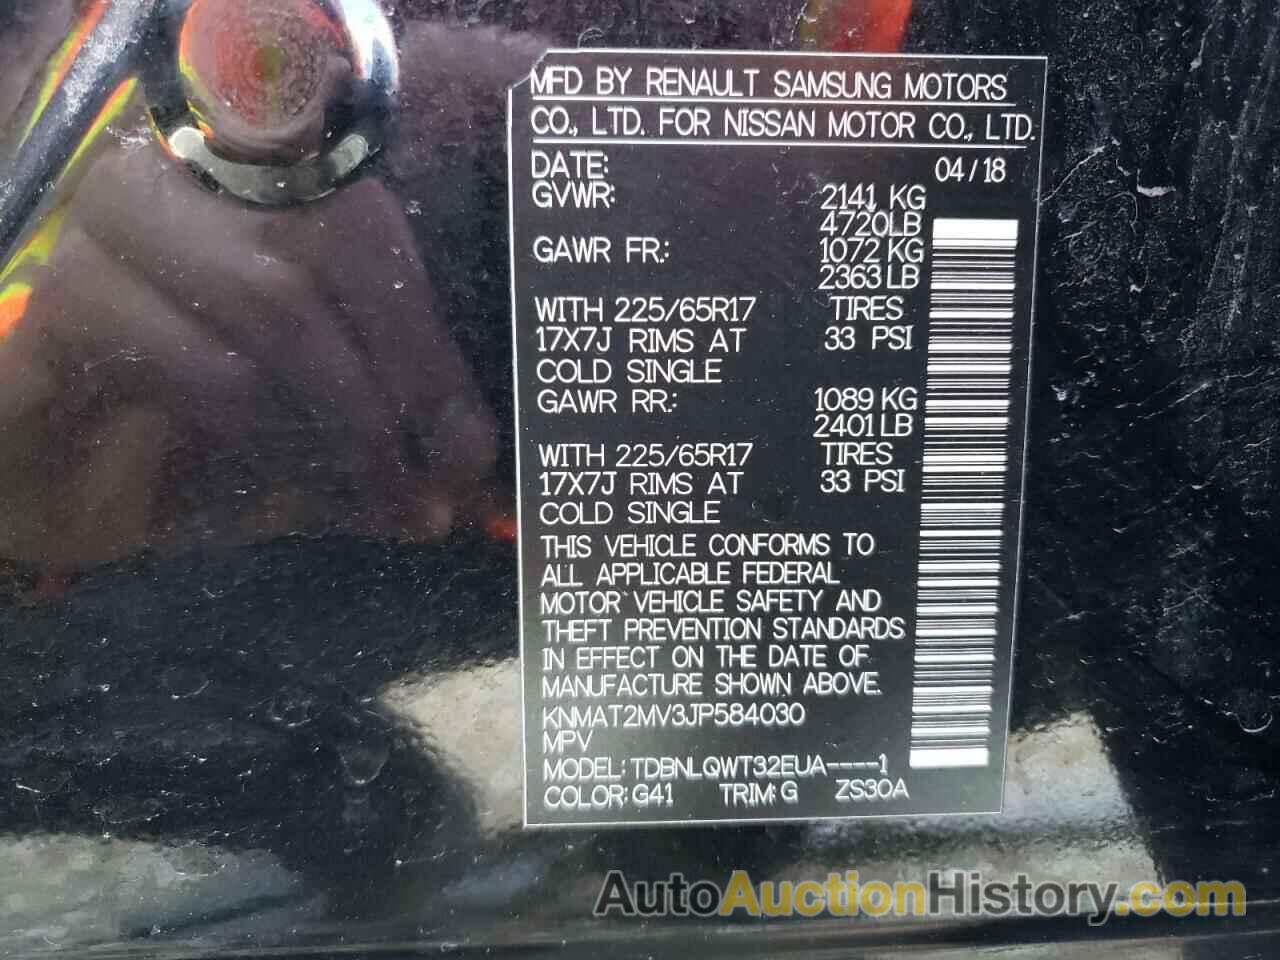 MFD BY RENAULT SAMSUNG MOTORS
CO., LTD. FOR NISSAN MOTOR CO., LTD.
DATE: 04/18
GVWR: 2141 KG
4720LB
GAWR FR.: 1072 KG
2363LB
WITH 225/65R17 TIRES
17X7J RIMS AT 33 PSI
COLD SINGLE
GAWR RR.: 1089 KG
2401LB
WITH 225/65R17 TIRES
17X7J RIMS AT 33 PSI
COLD SINGLE
THIS VEHICLE CONFORMS TO
ALL APPLICABLE FEDERAL
MOTOR VEHICLE SAFETY AND
THEFT PREVENTION STANDARDS
IN EFFECT ON THE DATE OF
MANUFACTURE SHOWN ABOVE.
KNMAT2MV3JP584030
MPV
MODEL: TDBNLQWT32EUA----1
COLOR: G41 TRIM: G ZS30A
AutoAuctionHistory.com